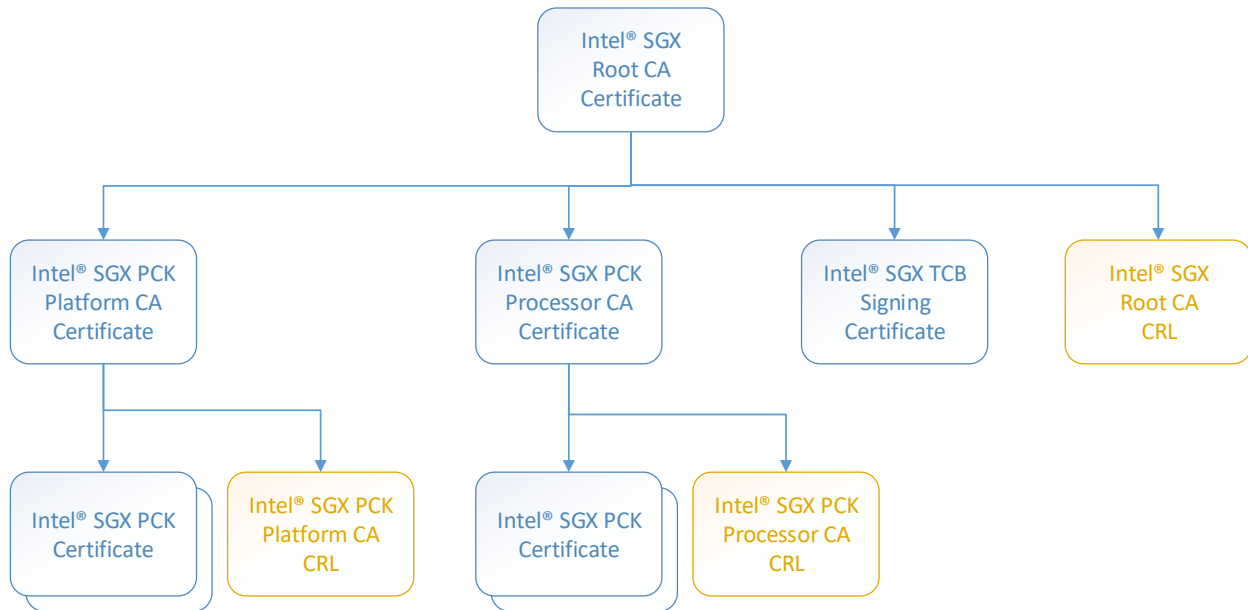 Intel® SGX
Root CA
Certificate
Intel® SGX PCK
Platform CA
Certificate
Intel® SGX PCK
Processor CA
Certificate
Intel® SGX TCB
Signing
Certificate
Intel® SGX
Root CA
CRL
Intel® SGX PCK
Certificate
Intel® SGX PCK
Platform CA
CRL
Intel® SGX PCK
Certificate
Intel® SGX PCK
Processor CA
CRL